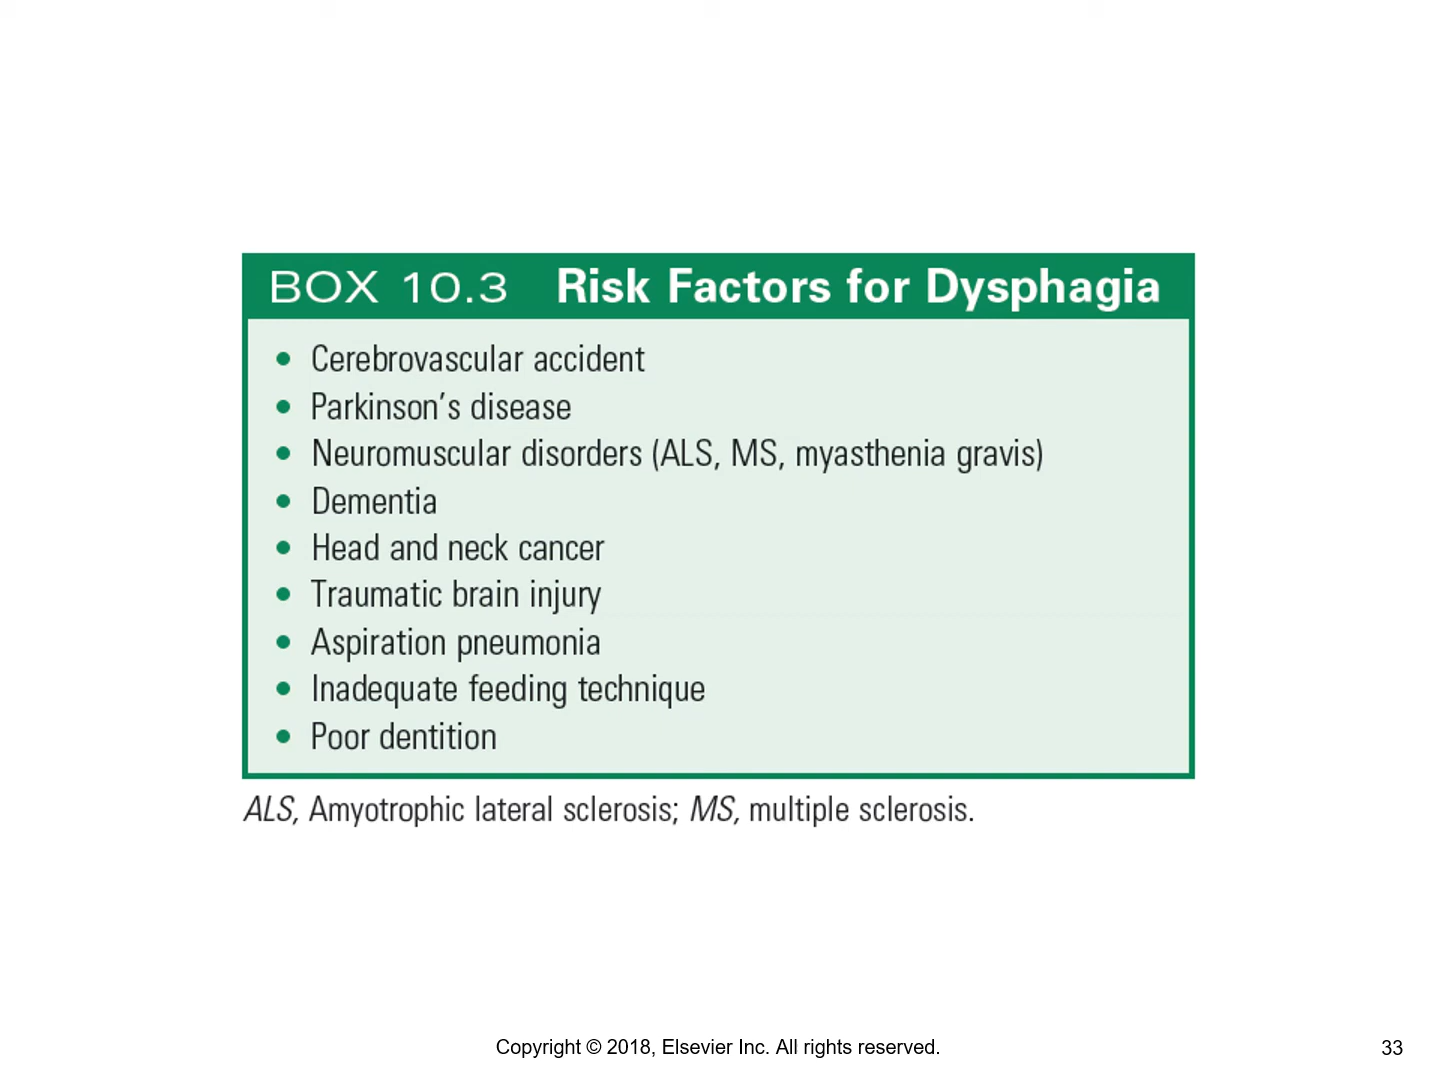 BOX 10.3 Risk Factors for Dysphagia
• Cerebrovascular accident
• Parkinson’s disease
• Neuromuscular disorders (ALS, MS, myasthenia gravis)
• Dementia
• Head and neck cancer
• Traumatic brain injury
• Aspiration pneumonia
• Inadequate feeding technique
• Poor dentition
ALS, Amyotrophic lateral sclerosis; MS, multiple sclerosis.
Copyright © 2018, Elsevier Inc. All rights reserved.
33